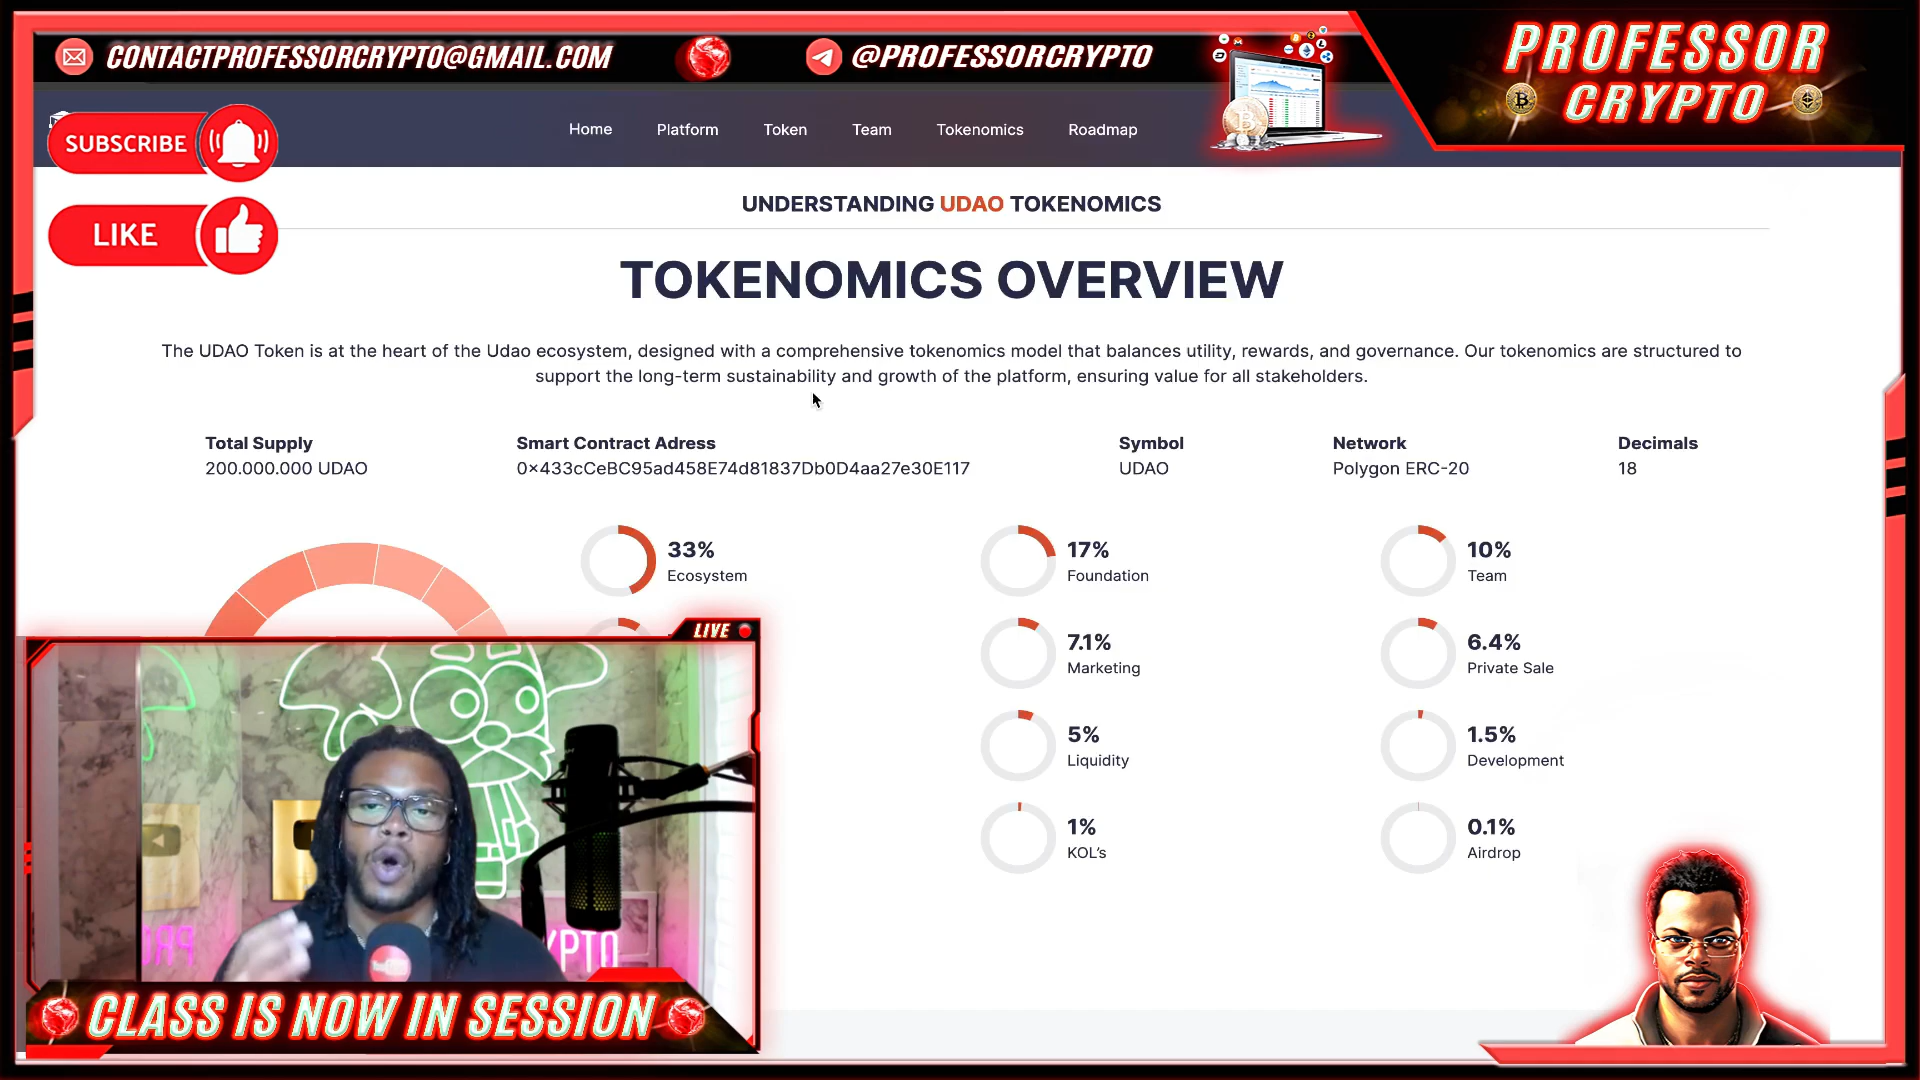 CONTACTPROFESSORCRYPTO@GMAIL.COM
@PROFESSORCRYPTO
PROFESSOR
CRYPTO
SUBSCRIBE
LIKE
Home
Platform
Token
Team
Tokenomics
Roadmap
UNDERSTANDING UDAO TOKENOMICS
TOKENOMICS OVERVIEW
The UDAO Token is at the heart of the Udao ecosystem, designed with a comprehensive tokenomics model that balances utility, rewards, and governance. Our tokenomics are structured to
support the long-term sustainability and growth of the platform, ensuring value for all stakeholders.
Total Supply
200.000.000 UDAO
Smart Contract Adress
0×433cCeBC95ad458E74d81837Db0D4aa27e30E117
Symbol
UDAO
Network
Polygon ERC-20
Decimals
18
33%
Ecosystem
17%
Foundation
10%
Team
7.1%
Marketing
6.4%
Private Sale
5%
Liquidity
1.5%
Development
1%
KOL's
0.1%
Airdrop
LIVE
YPTO
CLASS IS NOW IN SESSION